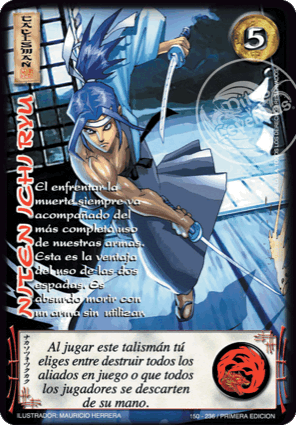 TALISMAN
5
NITEN ICHI RYU
El enfrentar la
muerte siempre va
acompañado del
más completo uso
de nuestras armas.
Esta es la ventaja
del uso de las dos
espadas. Es
absurdo morir con
un arma sin utilizar.
Al jugar este talismán tú
eliges entre destruir todos los
aliados en juego o que todos
los jugadores se descarten
de su mano.
ILUSTRADOR: MAURICIO HERRERA
150 - 236 / PRIMERA EDICION